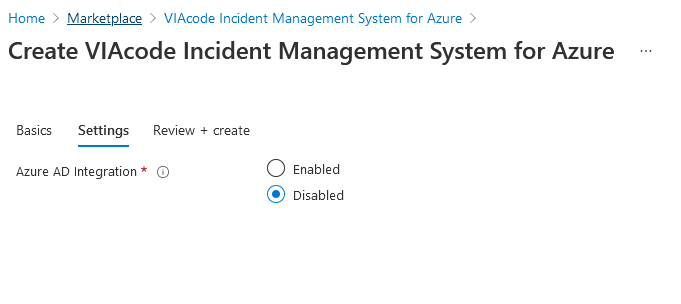 Home > Marketplace > VIAcode Incident Management System for Azure >
Create VIAcode Incident Management System for Azure ...
Basics Settings Review + create
Azure AD Integration * Enabled
Disabled